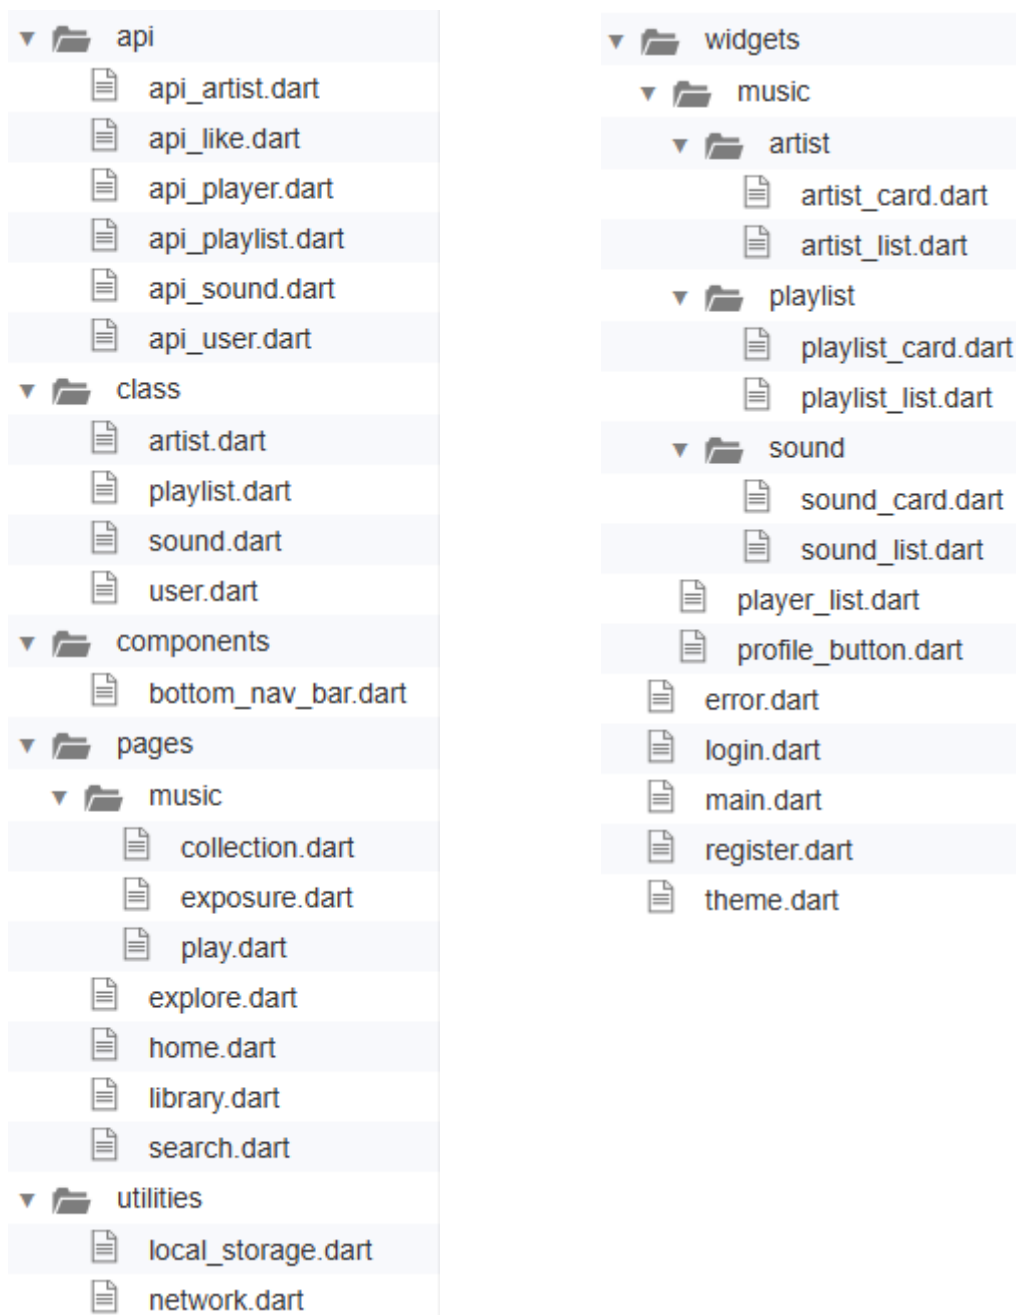 api
api_artist.dart
api_like.dart
api_player.dart
api_playlist.dart
api_sound.dart
api_user.dart
class
artist.dart
playlist.dart
sound.dart
user.dart
components
bottom_nav_bar.dart
pages
music
collection.dart
exposure.dart
play.dart
explore.dart
home.dart
library.dart
search.dart
utilities
local_storage.dart
network.dart
widgets
music
artist
artist_card.dart
artist_list.dart
playlist
playlist_card.dart
playlist_list.dart
sound
sound_card.dart
sound_list.dart
player_list.dart
profile_button.dart
error.dart
login.dart
main.dart
register.dart
theme.dart